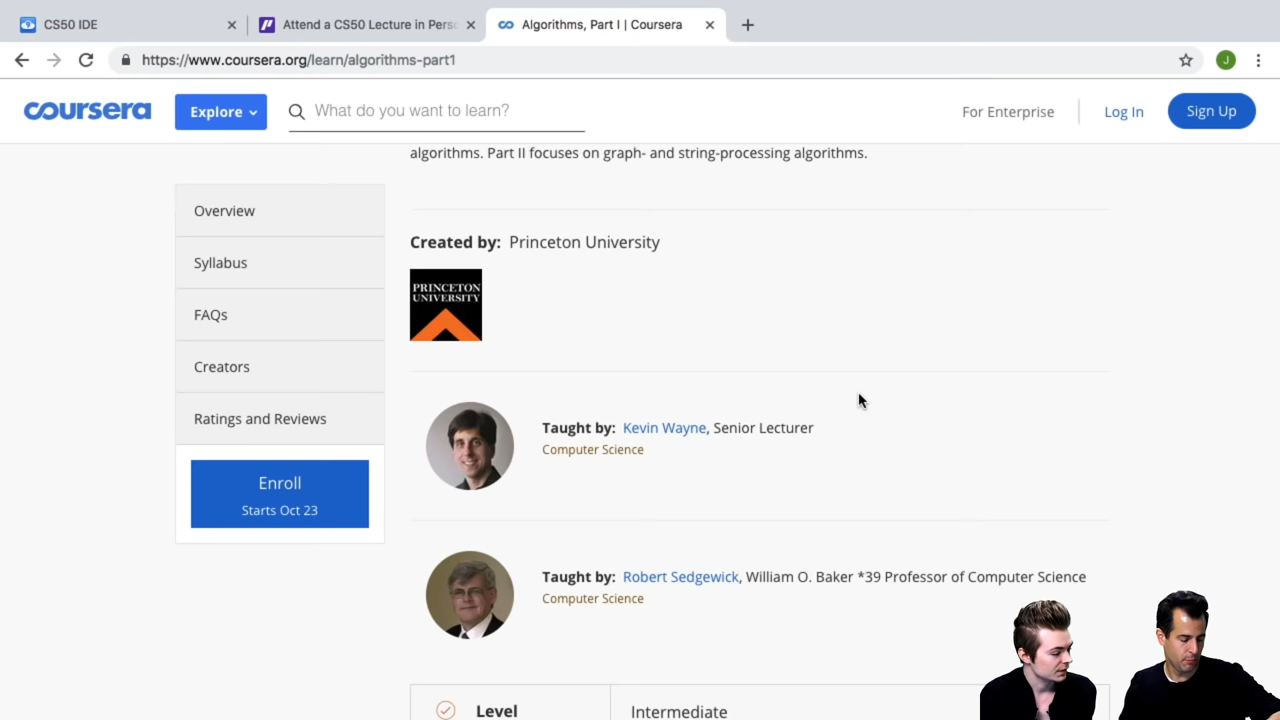 CS50 IDE
Attend a CS50 Lecture in Pers
Algorithms, Part I | Coursera
https://www.coursera.org/learn/algorithms-part1
J
coursera
Explore
What do you want to learn?
For Enterprise
Log In
Sign Up
algorithms. Part II focuses on graph- and string-processing algorithms.
Overview
Syllabus
FAQs
Creators
Ratings and Reviews
Enroll
Starts Oct 23
Created by: Princeton University
PRINCETON
UNIVERSITY
Taught by: Kevin Wayne, Senior Lecturer
Computer Science
Taught by: Robert Sedgewick, William O. Baker *39 Professor of Computer Science
Computer Science
Level
Intermediate